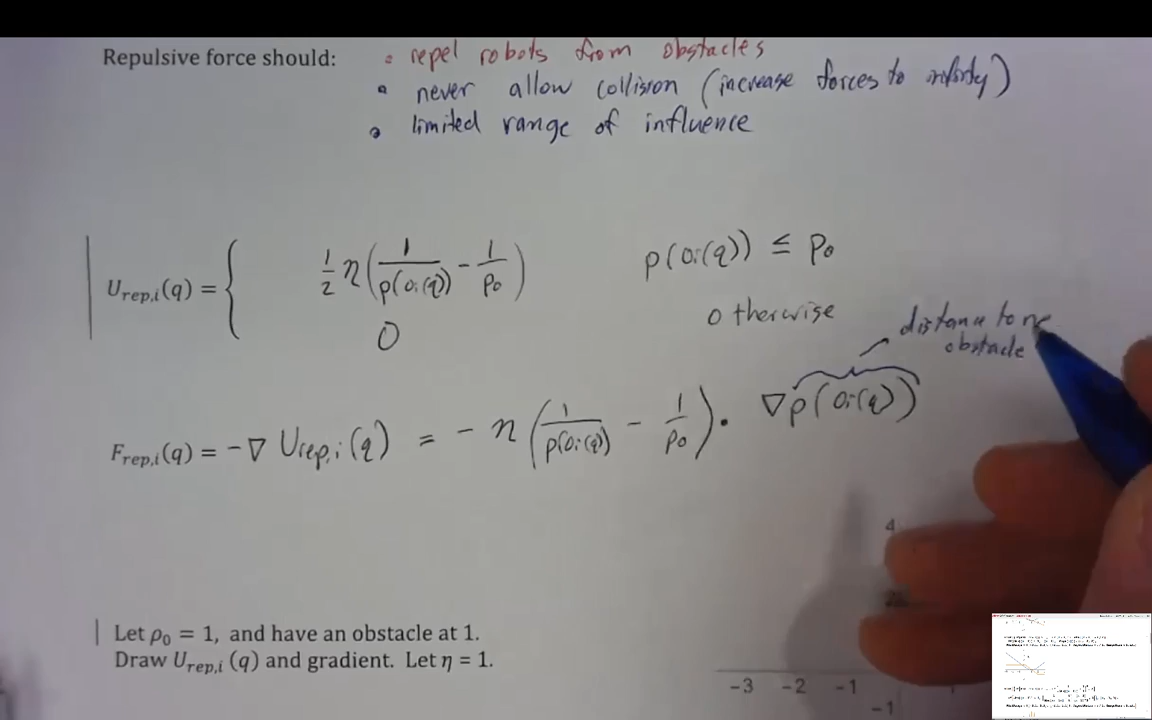 Repulsive force should: • repel robots from obstacles
• never allow collision (increase forces to infinity)
• limited range of influence
U_rep,i(q) = { ½ η (1/ρ(o_i(q)) − 1/ρ₀) ρ(o_i(q)) ≤ ρ₀
0 otherwise
distance to
obstacle
F_rep,i(q) = −∇ U_rep,i(q) = − η (1/ρ(o_i(q)) − 1/ρ₀) · ∇ρ(o_i(q))
4
Let ρ₀ = 1, and have an obstacle at 1.
Draw U_rep,i (q) and gradient. Let η = 1.
−3 −2 −1
−1